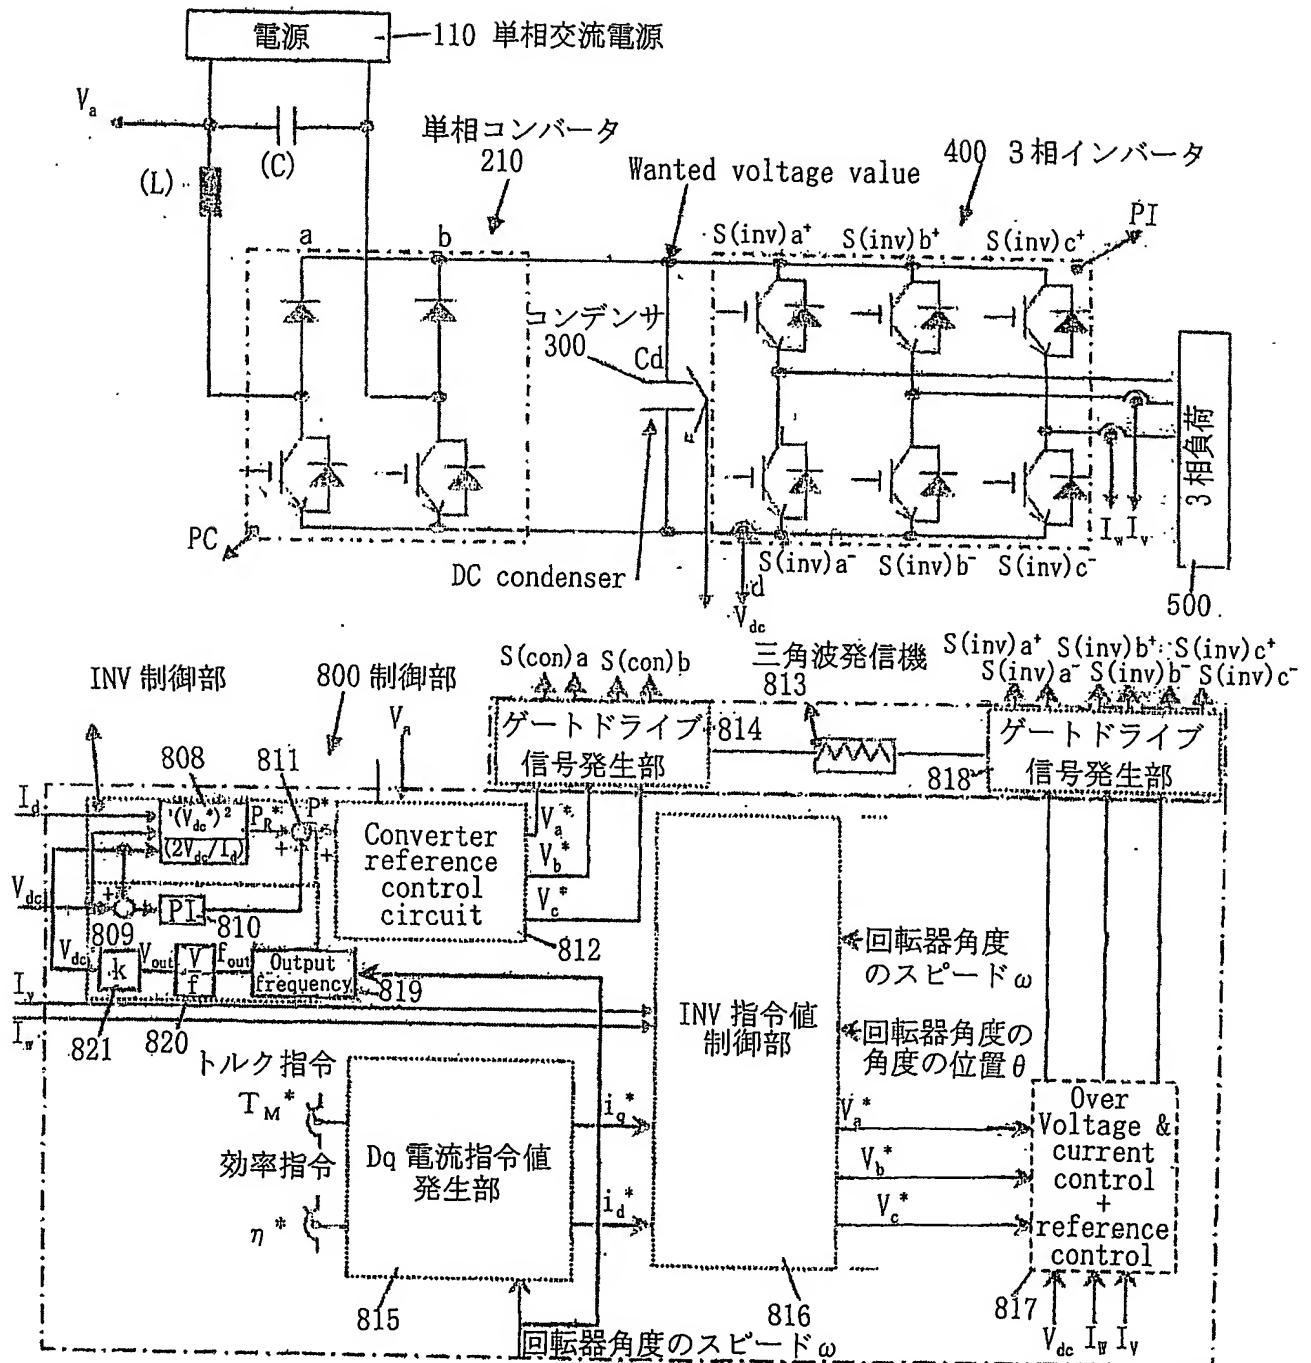 電源
110 単相交流電源
Va
(C)
(L)
単相コンバータ
210
Wanted voltage value
400 3相インバータ
PI
a
b
S(inv)a⁺
S(inv)b⁺
S(inv)c⁺
コンデンサ
300
Cd
3相負荷
PC
DC condenser
S(inv)a⁻
S(inv)b⁻
S(inv)c⁻
Iw
Iv
d
Vdc
500
INV 制御部
800 制御部
S(con)a
S(con)b
三角波発信機
813
S(inv)a⁺
S(inv)b⁺
S(inv)c⁺
S(inv)a⁻
S(inv)b⁻
S(inv)c⁻
Va
ゲートドライブ
信号発生部
814
ゲートドライブ
信号発生部
818
808
811
Id
(Vdc*)²
(2Vdc/Id)
PR*
P*
+
+
Converter
reference
control
circuit
812
Va*
Vb*
Vc*
Vdc
+
-
PI
810
809
Vdc
k
Vout
V
f
fout
Output
frequency
819
Iv
Iw
821
820
INV 指令値
制御部
816
回転器角度
のスピード ω
回転器角度の
角度の位置 θ
トルク指令
TM*
効率指令
η*
Dq 電流指令値
発生部
815
iq*
id*
Va*
Vb*
Vc*
Over
Voltage &
current
control
+
reference
control
817
Vdc
Iw
Iv
回転器角度のスピード ω